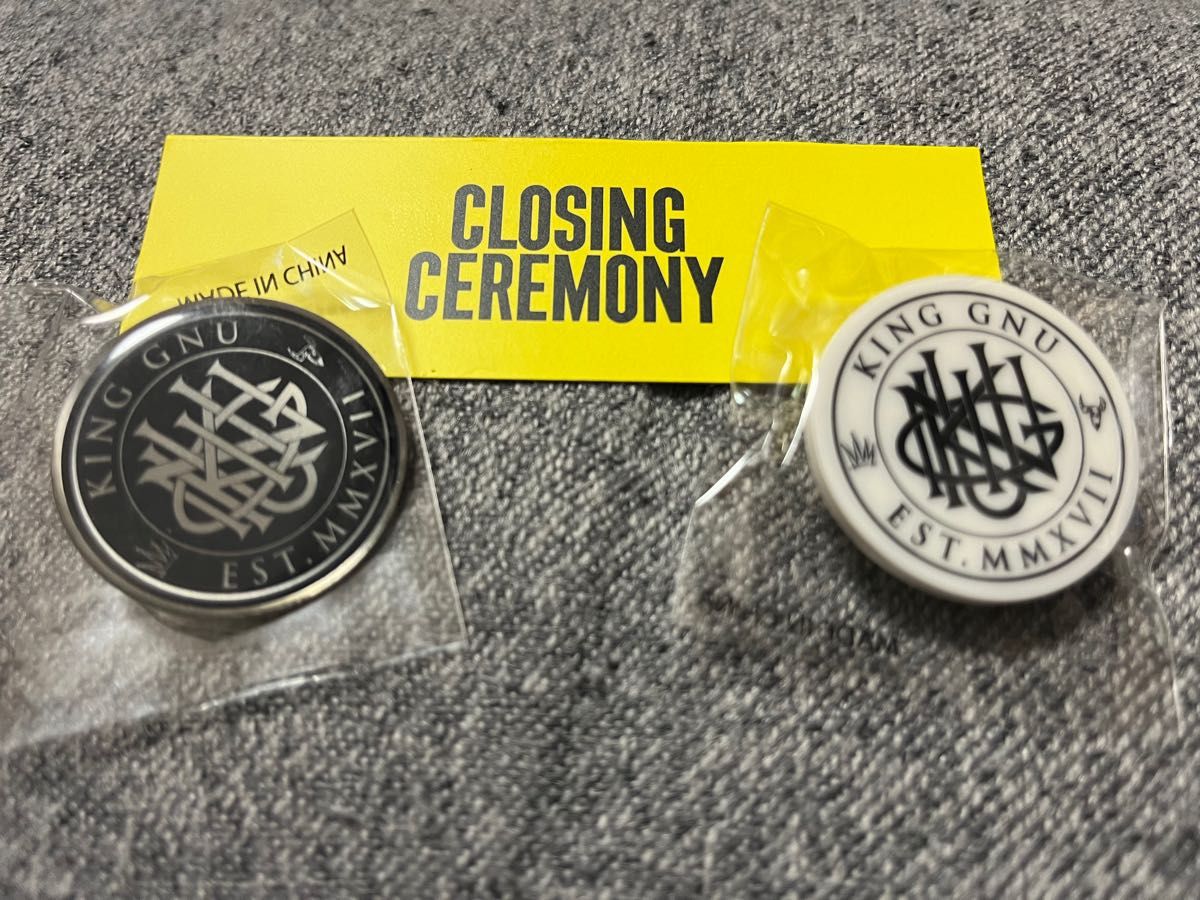 CLOSING
CEREMONY
MADE IN CHINA
KING GNU
EST. MMXVII
KING GNU
EST. MMXVII